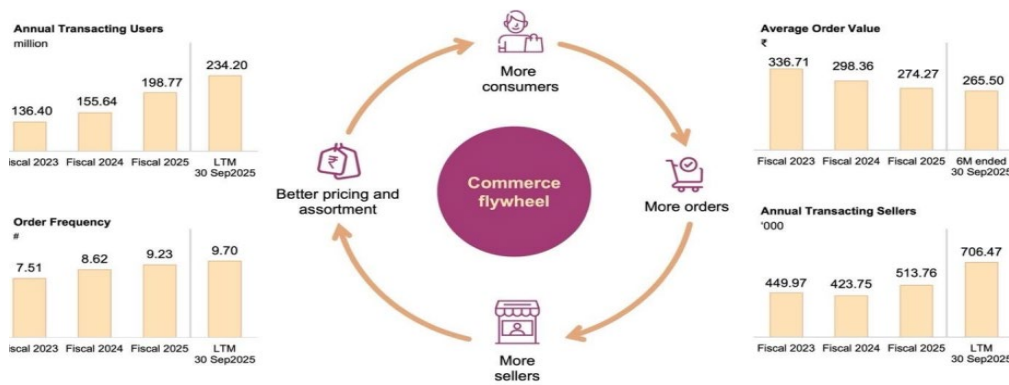 Annual Transacting Users
million
136.40
155.64
198.77
234.20
iscal 2023
Fiscal 2024
Fiscal 2025
LTM
30 Sep2025
Order Frequency
#
7.51
8.62
9.23
9.70
iscal 2023
Fiscal 2024
Fiscal 2025
LTM
30 Sep2025
More
consumers
₹
Better pricing and
assortment
Commerce
flywheel
More orders
More
sellers
Average Order Value
₹
336.71
298.36
274.27
265.50
Fiscal 2023
Fiscal 2024
Fiscal 2025
6M ended
30 Sep2025
Annual Transacting Sellers
'000
449.97
423.75
513.76
706.47
Fiscal 2023
Fiscal 2024
Fiscal 2025
LTM
30 Sep2025